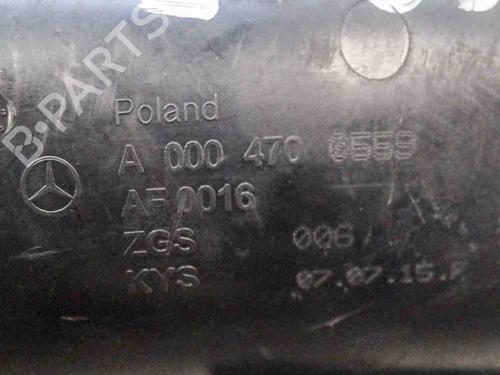 B-PARTS
Poland
A 000 470 0559
AF 0016
ZGS 006
KYS 07.07.15.